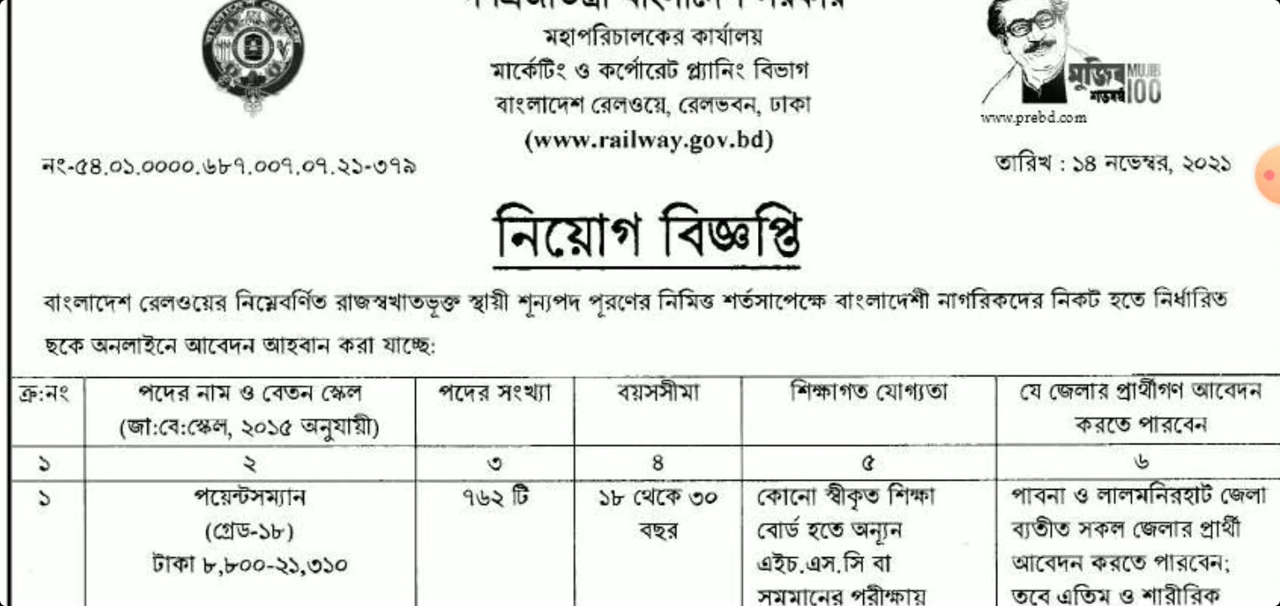 মহাপরিচালকের কার্যালয়
মার্কেটিং ও কর্পোরেট প্ল্যানিং বিভাগ
বাংলাদেশ রেলওয়ে, রেলভবন, ঢাকা
(www.railway.gov.bd)
মুজিব MUJIB
শতবর্ষ 100
www.prebd.com
নং-৫৪.০১.০০০০.৬৮৭.০০৭.০৭.২১-৩৭৯
তারিখ : ১৪ নভেম্বর, ২০২১
নিয়োগ বিজ্ঞপ্তি
বাংলাদেশ রেলওয়ের নিম্নেবর্ণিত রাজস্বখাতভূক্ত স্থায়ী শূন্যপদ পূরণের নিমিত্ত শর্তসাপেক্ষে বাংলাদেশী নাগরিকদের নিকট হতে নির্ধারিত
ছকে অনলাইনে আবেদন আহবান করা যাচ্ছে:
ক্র:নং
পদের নাম ও বেতন স্কেল
(জা:বে:স্কেল, ২০১৫ অনুযায়ী)
পদের সংখ্যা
বয়সসীমা
শিক্ষাগত যোগ্যতা
যে জেলার প্রার্থীগণ আবেদন
করতে পারবেন
১
২
৩
৪
৫
৬
১
পয়েন্টসম্যান
(গ্রেড-১৮)
টাকা ৮,৮০০-২১,৩১০
৭৬২ টি
১৮ থেকে ৩০
বছর
কোনো স্বীকৃত শিক্ষা
বোর্ড হতে অন্যূন
এইচ.এস.সি বা
সমমানের পরীক্ষায়
পাবনা ও লালমনিরহাট জেলা
ব্যতীত সকল জেলার প্রার্থী
আবেদন করতে পারবেন;
তবে এতিম ও শারীরিক